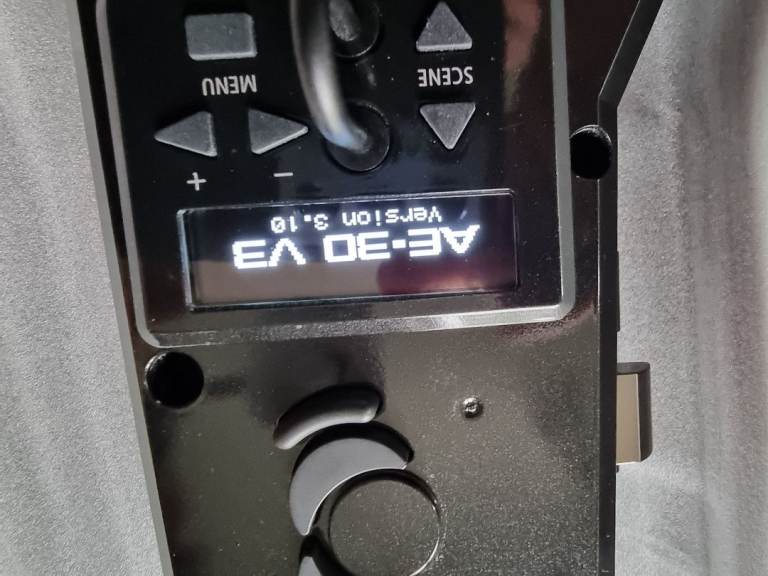 AE-30 V3
Version 3.10
− +
SCENE MENU